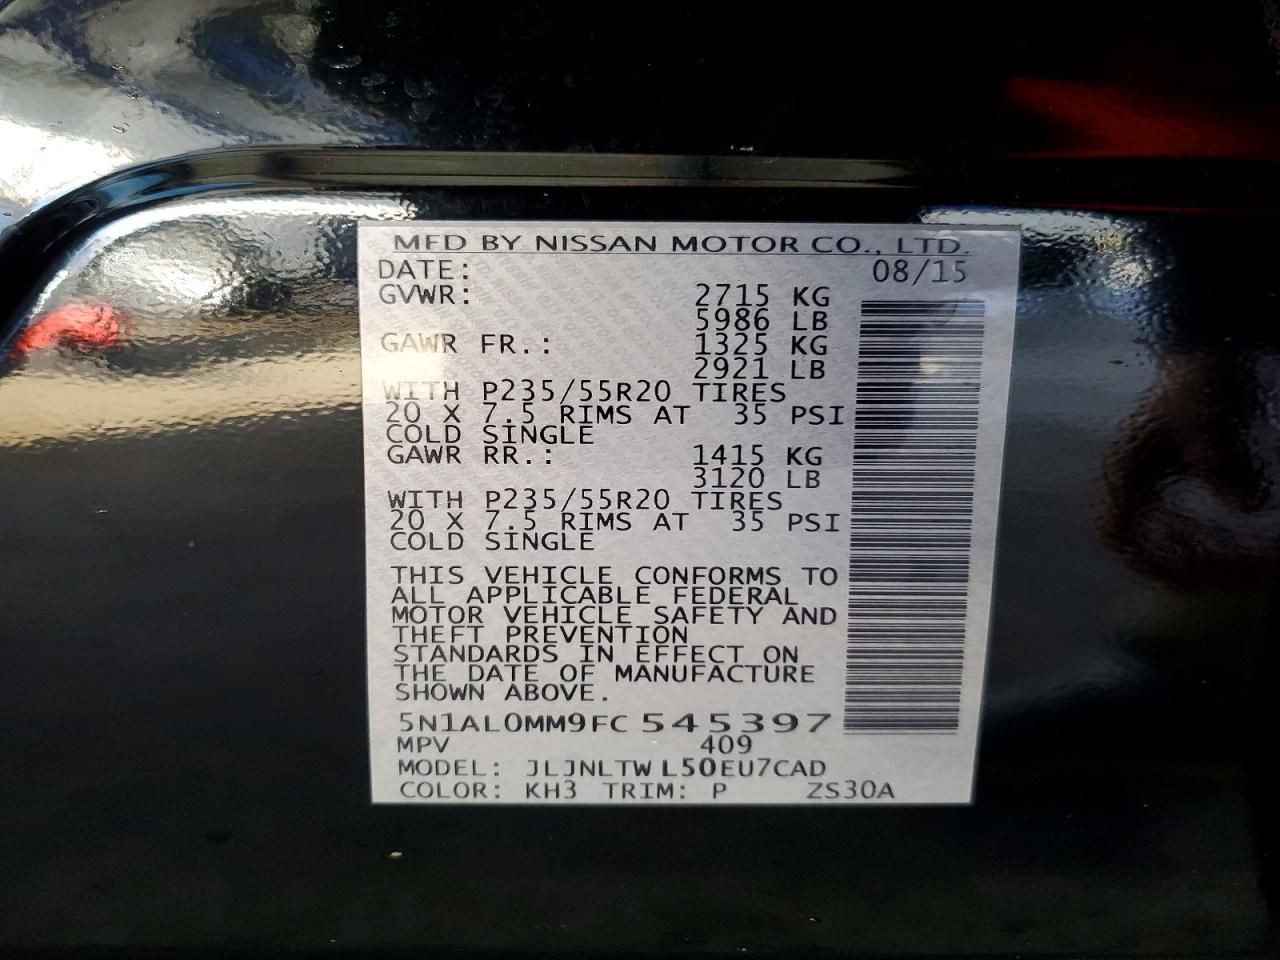 MFD BY NISSAN MOTOR CO., LTD.
DATE: 08/15
GVWR: 2715 KG
5986 LB
GAWR FR.: 1325 KG
2921 LB
WITH P235/55R20 TIRES
20 X 7.5 RIMS AT 35 PSI
COLD SINGLE
GAWR RR.: 1415 KG
3120 LB
WITH P235/55R20 TIRES
20 X 7.5 RIMS AT 35 PSI
COLD SINGLE
THIS VEHICLE CONFORMS TO
ALL APPLICABLE FEDERAL
MOTOR VEHICLE SAFETY AND
THEFT PREVENTION
STANDARDS IN EFFECT ON
THE DATE OF MANUFACTURE
SHOWN ABOVE.
5N1AL0MM9FC545397
MPV 409
MODEL: JLJNLTWL50EU7CAD
COLOR: KH3 TRIM: P ZS30A